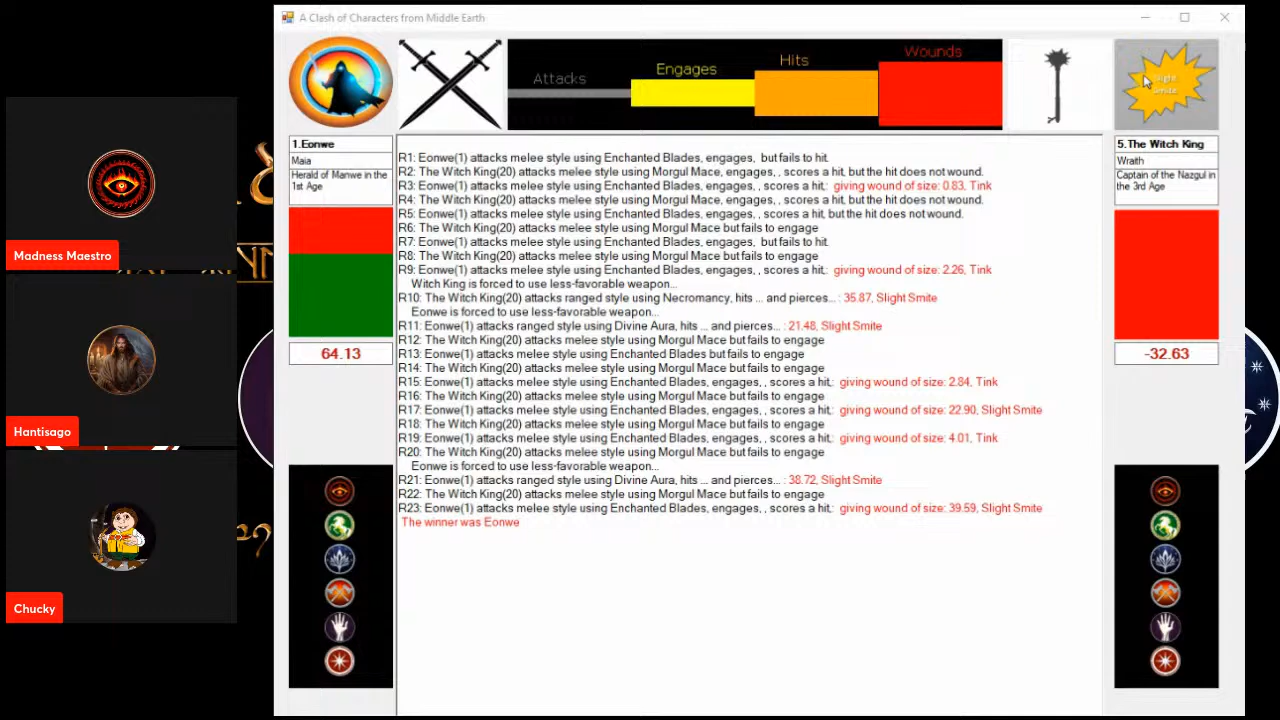 A Clash of Characters from Middle Earth
Attacks
Engages
Hits
Wounds
Slight
Smite
1.Eonwe
Maia
Herald of Manwe in the
1st Age
64.13
R1: Eonwe(1) attacks melee style using Enchanted Blades, engages,  but fails to hit.
R2: The Witch King(20) attacks melee style using Morgul Mace, engages, , scores a hit, but the hit does not wound.
R3: Eonwe(1) attacks melee style using Enchanted Blades, engages, , scores a hit,:  giving wound of size: 0.83, Tink
R4: The Witch King(20) attacks melee style using Morgul Mace, engages, , scores a hit, but the hit does not wound.
R5: Eonwe(1) attacks melee style using Enchanted Blades, engages, , scores a hit, but the hit does not wound.
R6: The Witch King(20) attacks melee style using Morgul Mace but fails to engage
R7: Eonwe(1) attacks melee style using Enchanted Blades, engages,  but fails to hit.
R8: The Witch King(20) attacks melee style using Morgul Mace but fails to engage
R9: Eonwe(1) attacks melee style using Enchanted Blades, engages, , scores a hit,:  giving wound of size: 2.26, Tink
Witch King is forced to use less-favorable weapon...
R10: The Witch King(20) attacks ranged style using Necromancy, hits ... and pierces... : 35.87, Slight Smite
Eonwe is forced to use less-favorable weapon...
R11: Eonwe(1) attacks ranged style using Divine Aura, hits ... and pierces... : 21.48, Slight Smite
R12: The Witch King(20) attacks melee style using Morgul Mace but fails to engage
R13: Eonwe(1) attacks melee style using Enchanted Blades but fails to engage
R14: The Witch King(20) attacks melee style using Morgul Mace but fails to engage
R15: Eonwe(1) attacks melee style using Enchanted Blades, engages, , scores a hit,:  giving wound of size: 2.84, Tink
R16: The Witch King(20) attacks melee style using Morgul Mace but fails to engage
R17: Eonwe(1) attacks melee style using Enchanted Blades, engages, , scores a hit,:  giving wound of size: 22.90, Slight Smite
R18: The Witch King(20) attacks melee style using Morgul Mace but fails to engage
R19: Eonwe(1) attacks melee style using Enchanted Blades, engages, , scores a hit,:  giving wound of size: 4.01, Tink
R20: The Witch King(20) attacks melee style using Morgul Mace but fails to engage
Eonwe is forced to use less-favorable weapon...
R21: Eonwe(1) attacks ranged style using Divine Aura, hits ... and pierces... : 38.72, Slight Smite
R22: The Witch King(20) attacks melee style using Morgul Mace but fails to engage
R23: Eonwe(1) attacks melee style using Enchanted Blades, engages, , scores a hit,:  giving wound of size: 39.59, Slight Smite
The winner was Eonwe
5.The Witch King
Wraith
Captain of the Nazgul in
the 3rd Age
-32.63
Madness Maestro
Hantisago
Chucky